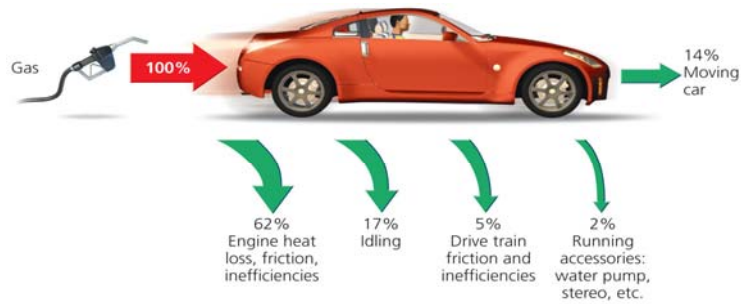 Gas
100%
14%
Moving
car
62%
Engine heat
loss, friction,
inefficiencies
17%
Idling
5%
Drive train
friction and
inefficiencies
2%
Running
accessories:
water pump,
stereo, etc.